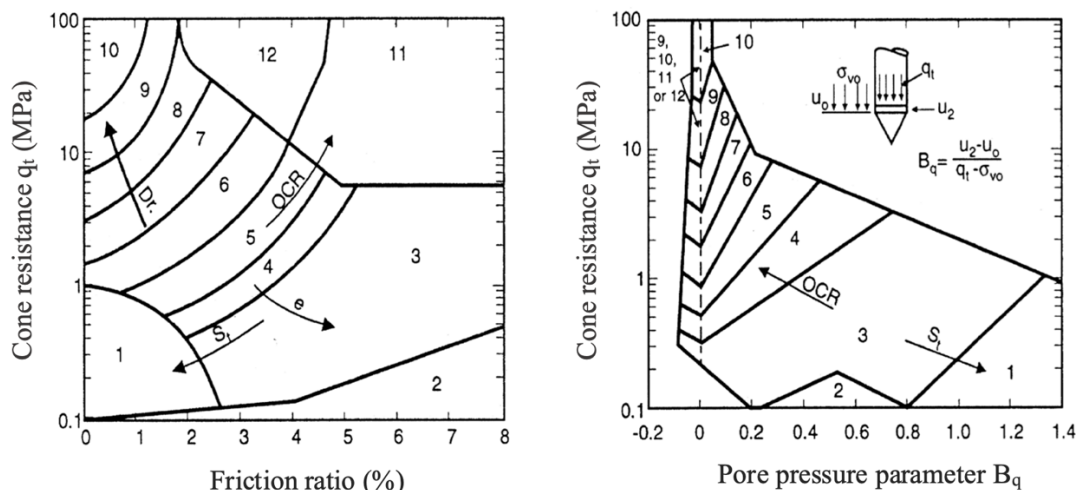 Cone resistance qt (MPa)
100
10
1
0.1
10
9
8
7
6
5
4
3
2
1
12
11
Dr.
OCR
e
St
0 1 2 3 4 5 6 7 8
Friction ratio (%)
Cone resistance qt (MPa)
100
10
1
0.1
9,
10,
11
or 12
10
9
8
7
6
5
4
3
2
1
OCR
St
σvo
qt
uo
u2
Bq= u2-uo
qt-σvo
-0.2 0 0.2 0.4 0.6 0.8 1.0 1.2 1.4
Pore pressure parameter Bq